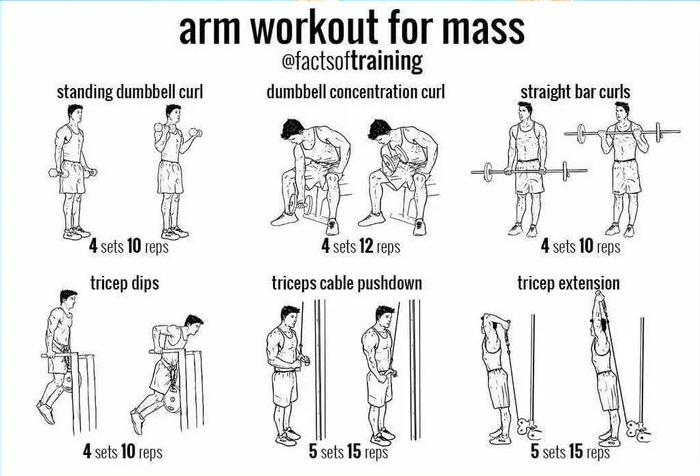 arm workout for mass
@factsoftraining
standing dumbbell curl
dumbbell concentration curl
straight bar curls
4 sets 10 reps
4 sets 12 reps
4 sets 10 reps
tricep dips
triceps cable pushdown
tricep extension
4 sets 10 reps
5 sets 15 reps
5 sets 15 reps